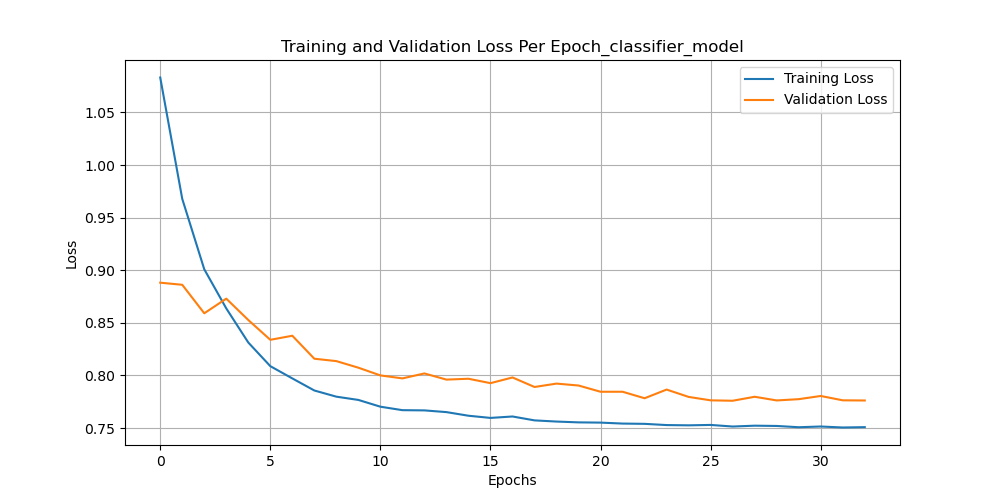 Training and Validation Loss Per Epoch_classifier_model
Training Loss
Validation Loss
1.05
1.00
0.95
0.90
0.85
0.80
0.75
Loss
0 5 10 15 20 25 30
Epochs